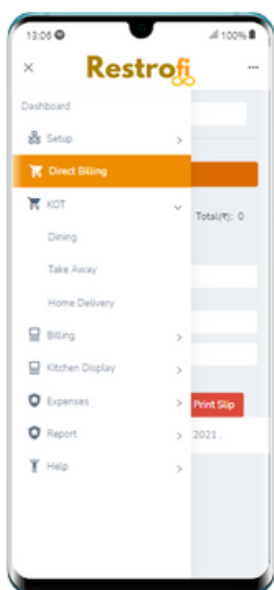 13:06 100%
Restrofi
Dashboard
Setup
Direct Billing
KOT
Total(₹): 0
Dining
Take Away
Home Delivery
Billing
Kitchen Display
Expenses
Print Slip
Report
2021 .
Help